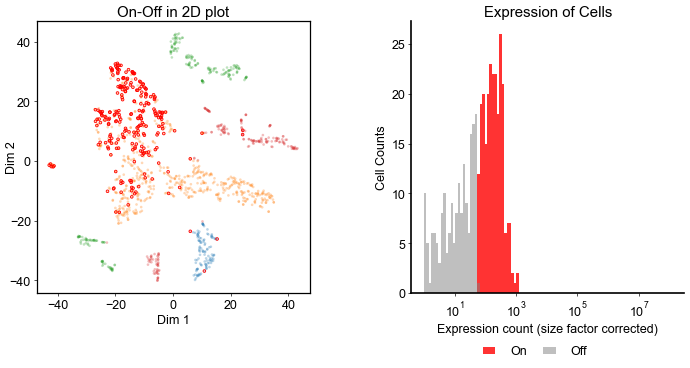 On-Off in 2D plot
40
20
0
−20
−40
Dim 2
−40 −20 0 20 40
Dim 1
Expression of Cells
25
20
15
10
5
0
Cell Counts
10^1 10^3 10^5 10^7
Expression count (size factor corrected)
On Off